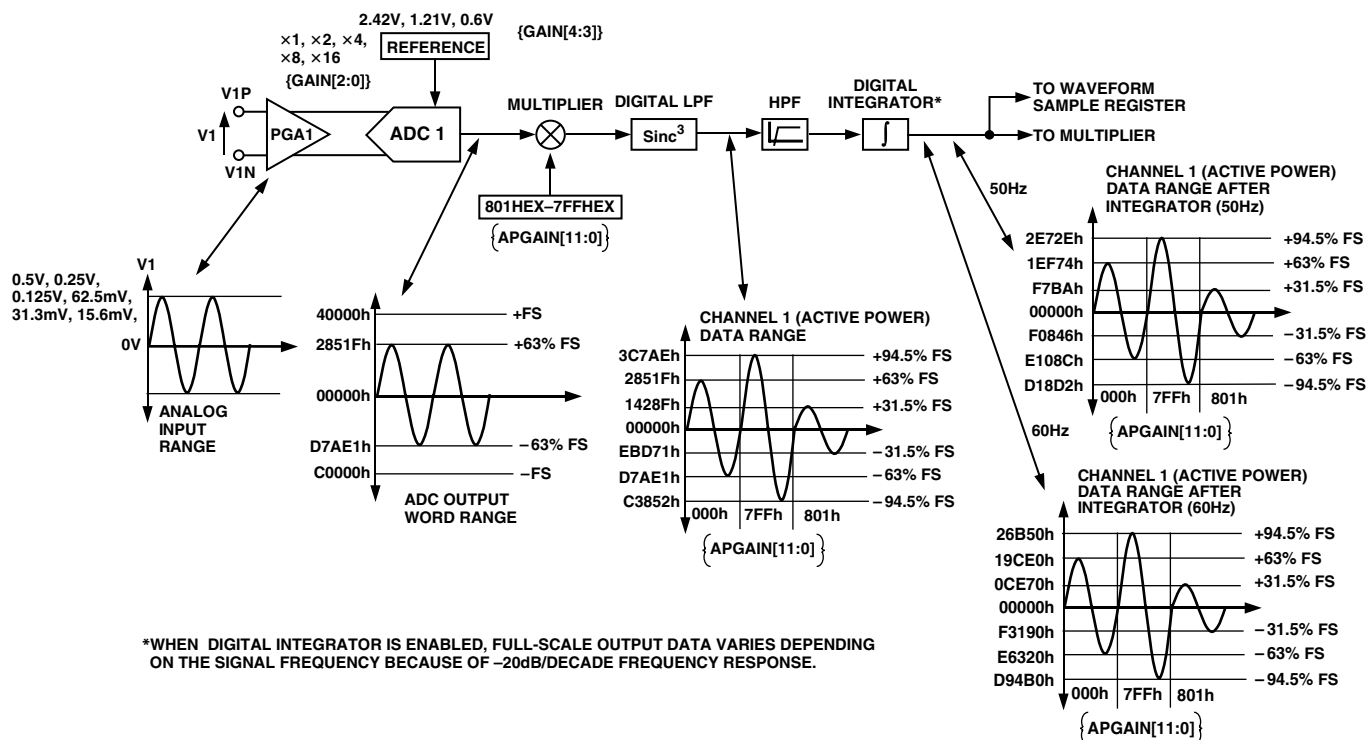 2.42V, 1.21V, 0.6V
{GAIN[4:3]}
×1, ×2, ×4,
×8, ×16
REFERENCE
{GAIN[2:0]}
V1P
V1
V1N
PGA1
ADC 1
MULTIPLIER
DIGITAL LPF
Sinc3
HPF
DIGITAL
INTEGRATOR*
∫
TO WAVEFORM
SAMPLE REGISTER
TO MULTIPLIER
801HEX–7FFHEX
{APGAIN[11:0]}
50Hz
60Hz
V1
0.5V, 0.25V,
0.125V, 62.5mV,
31.3mV, 15.6mV,
0V
ANALOG
INPUT
RANGE
40000h
+FS
2851Fh
+63% FS
00000h
D7AE1h
–63% FS
C0000h
–FS
ADC OUTPUT
WORD RANGE
CHANNEL 1 (ACTIVE POWER)
DATA RANGE
3C7AEh
+94.5% FS
2851Fh
+63% FS
1428Fh
+31.5% FS
00000h
EBD71h
–31.5% FS
D7AE1h
–63% FS
C3852h
–94.5% FS
000h
7FFh
801h
{APGAIN[11:0]}
CHANNEL 1 (ACTIVE POWER)
DATA RANGE AFTER
INTEGRATOR (50Hz)
2E72Eh
+94.5% FS
1EF74h
+63% FS
F7BAh
+31.5% FS
00000h
F0846h
–31.5% FS
E108Ch
–63% FS
D18D2h
–94.5% FS
000h
7FFh
801h
{APGAIN[11:0]}
CHANNEL 1 (ACTIVE POWER)
DATA RANGE AFTER
INTEGRATOR (60Hz)
26B50h
+94.5% FS
19CE0h
+63% FS
0CE70h
+31.5% FS
00000h
F3190h
–31.5% FS
E6320h
–63% FS
D94B0h
–94.5% FS
000h
7FFh
801h
{APGAIN[11:0]}
*WHEN DIGITAL INTEGRATOR IS ENABLED, FULL-SCALE OUTPUT DATA VARIES DEPENDING
ON THE SIGNAL FREQUENCY BECAUSE OF –20dB/DECADE FREQUENCY RESPONSE.